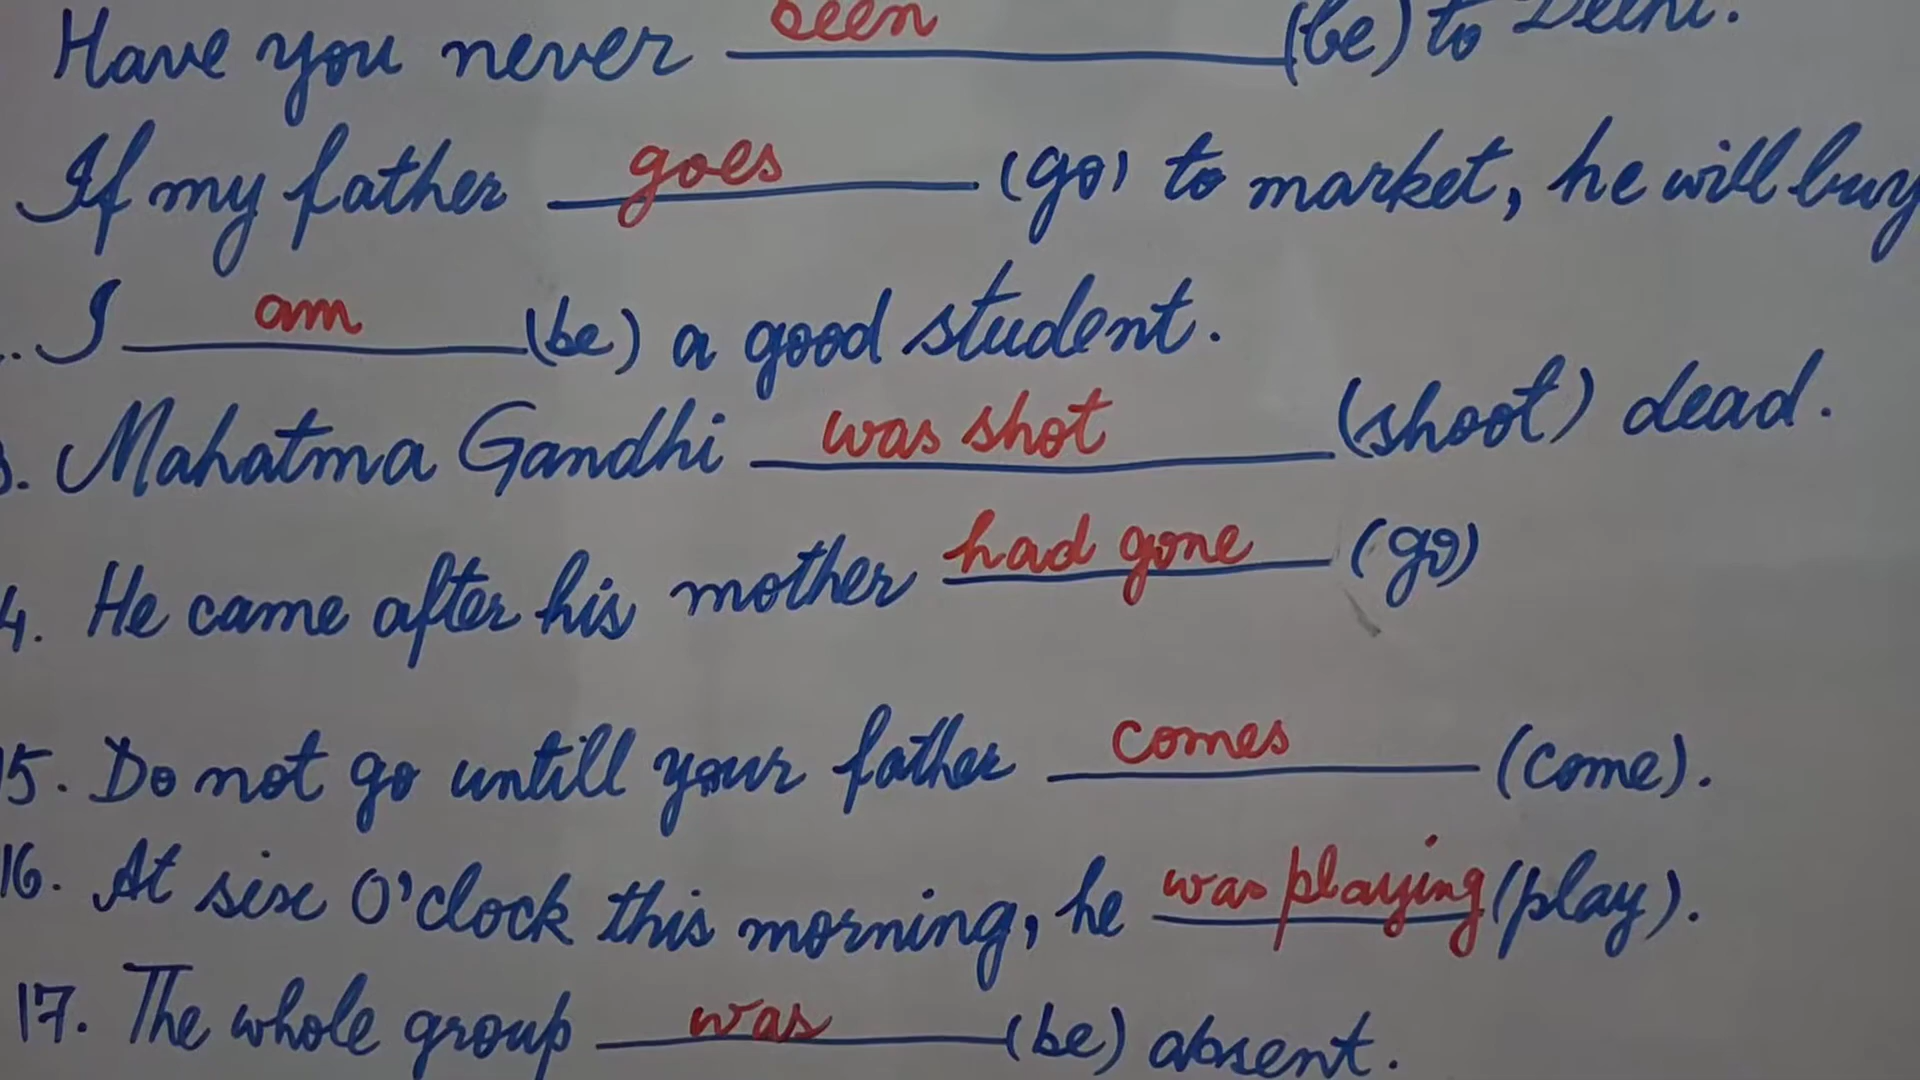 Have you never been (be) to Delhi.
If my father goes (go) to market, he will buy
. I am (be) a good student.
3. Mahatma Gandhi was shot (shoot) dead.
4. He came after his mother had gone (go)
15. Do not go untill your father comes (come).
16. At six O'clock this morning, he was playing (play).
17. The whole group was (be) absent.